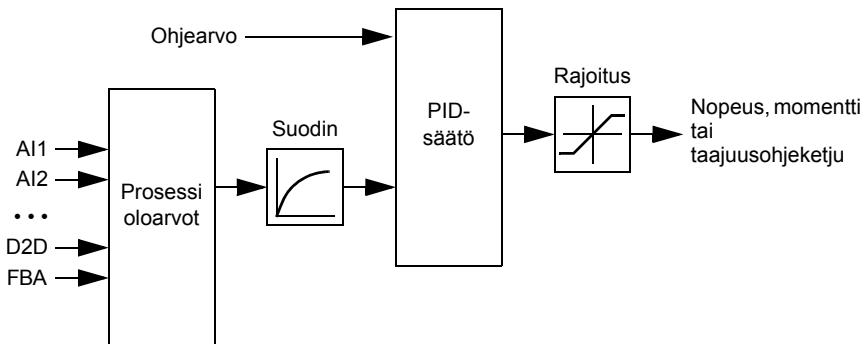 Ohjearvo
AI1
AI2
• • •
D2D
FBA
Prosessi
oloarvot
Suodin
PID-
säätö
Rajoitus
Nopeus, momentti
tai
taajuusohjeketju